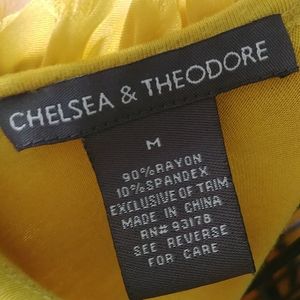 CHELSEA & THEODORE
M
90% RAYON
10% SPANDEX
EXCLUSIVE OF TRIM
MADE IN CHINA
RN# 93178
SEE REVERSE
FOR CARE